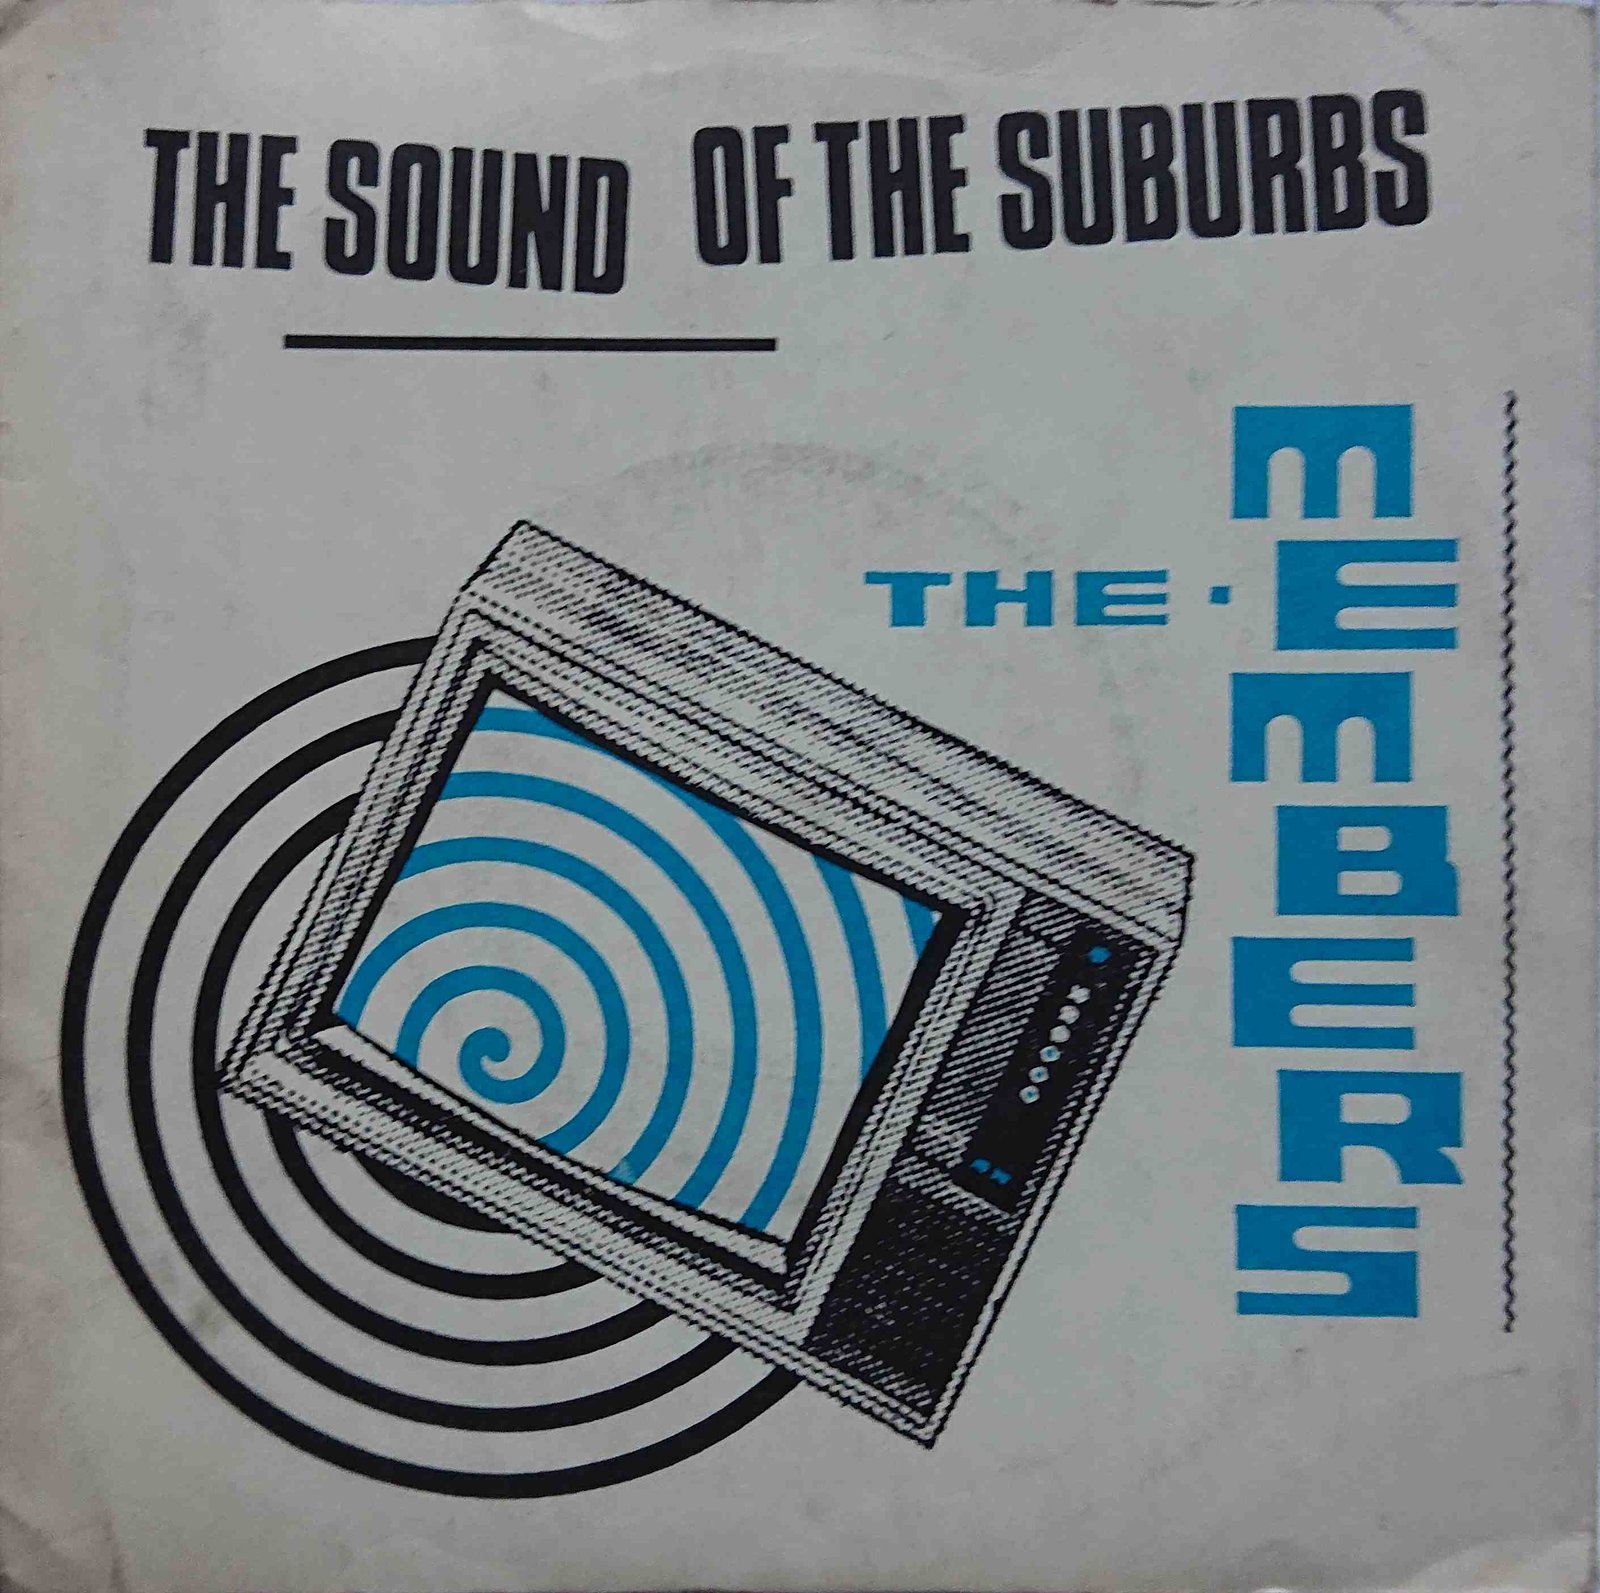 THE SOUND OF THE SUBURBS
THE · MEMBERS